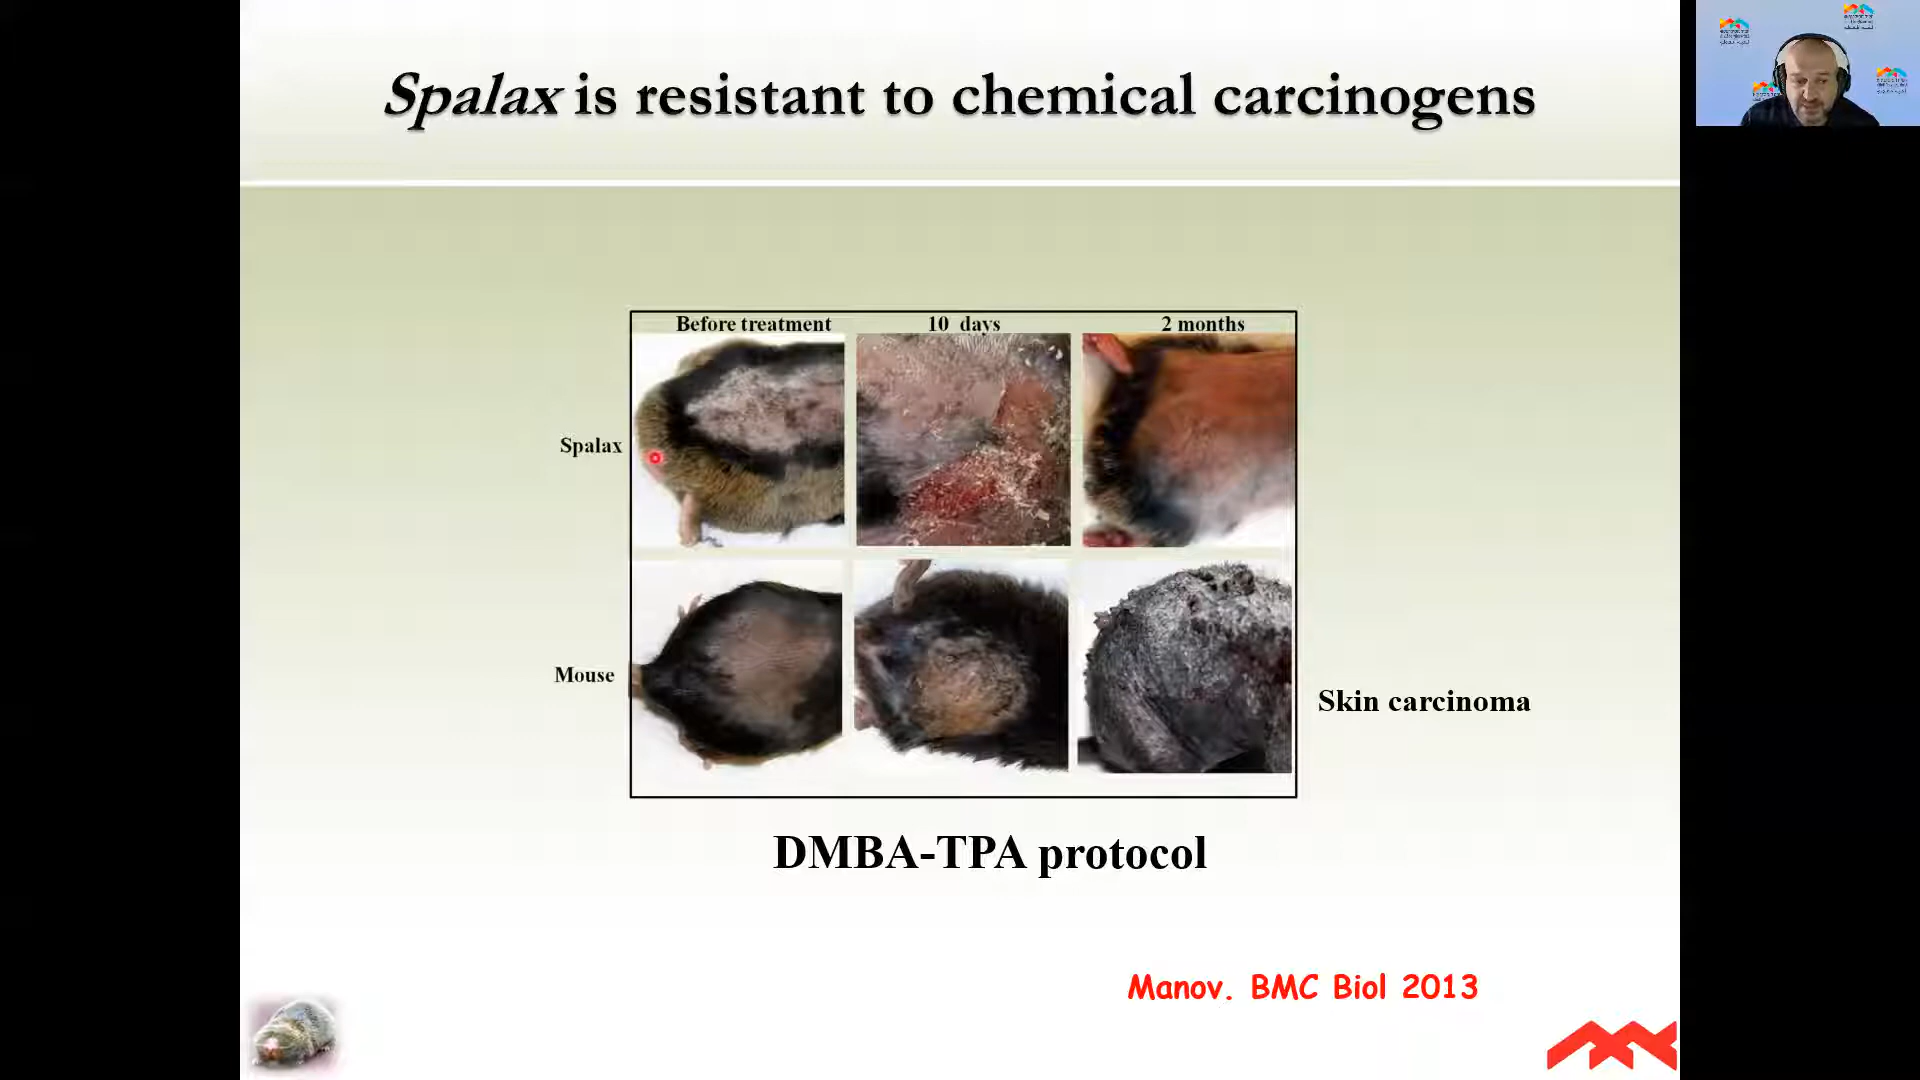 Spalax is resistant to chemical carcinogens
Before treatment
10 days
2 months
Spalax
Mouse
Skin carcinoma
DMBA-TPA protocol
Manov. BMC Biol 2013